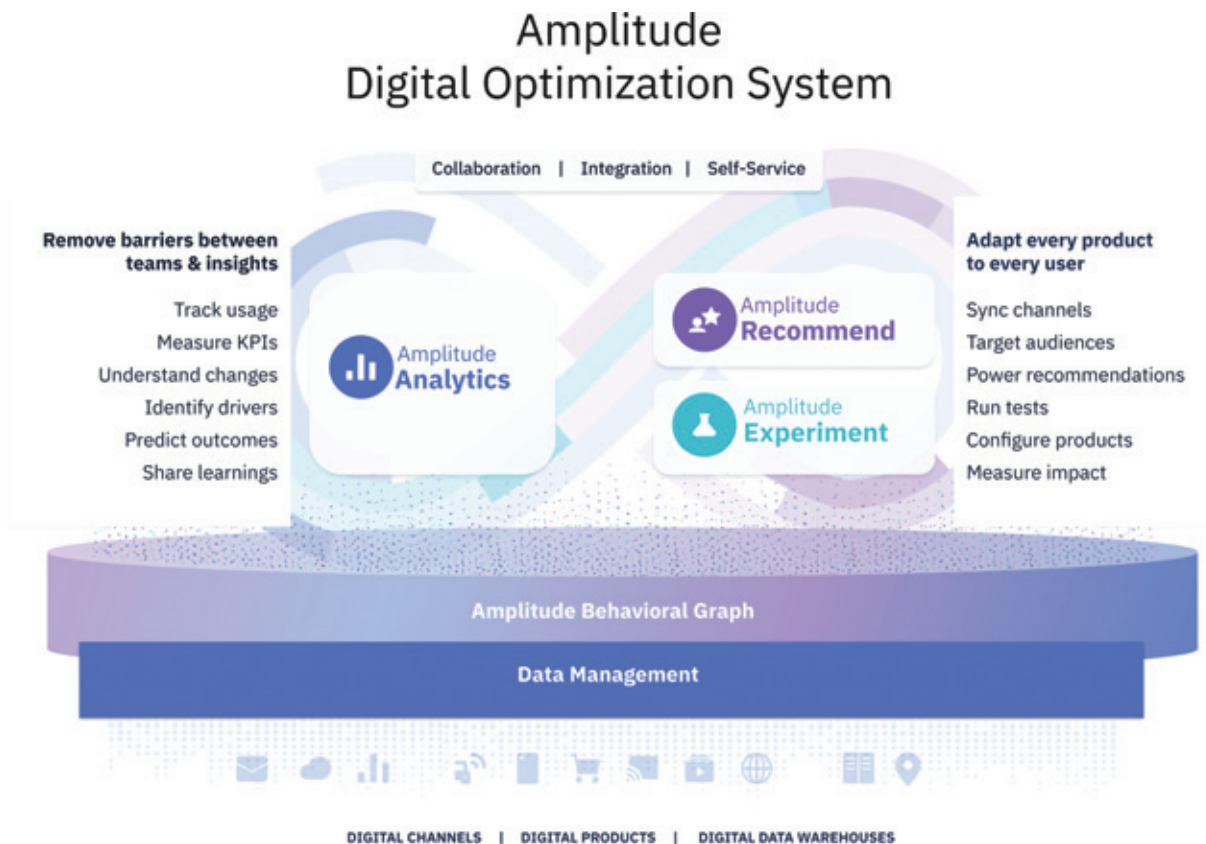 Amplitude
Digital Optimization System
Collaboration | Integration | Self-Service
Remove barriers between
teams & insights
Track usage
Measure KPIs
Understand changes
Identify drivers
Predict outcomes
Share learnings
Amplitude
Analytics
Amplitude
Recommend
Amplitude
Experiment
Adapt every product
to every user
Sync channels
Target audiences
Power recommendations
Run tests
Configure products
Measure impact
Amplitude Behavioral Graph
Data Management
DIGITAL CHANNELS | DIGITAL PRODUCTS | DIGITAL DATA WAREHOUSES